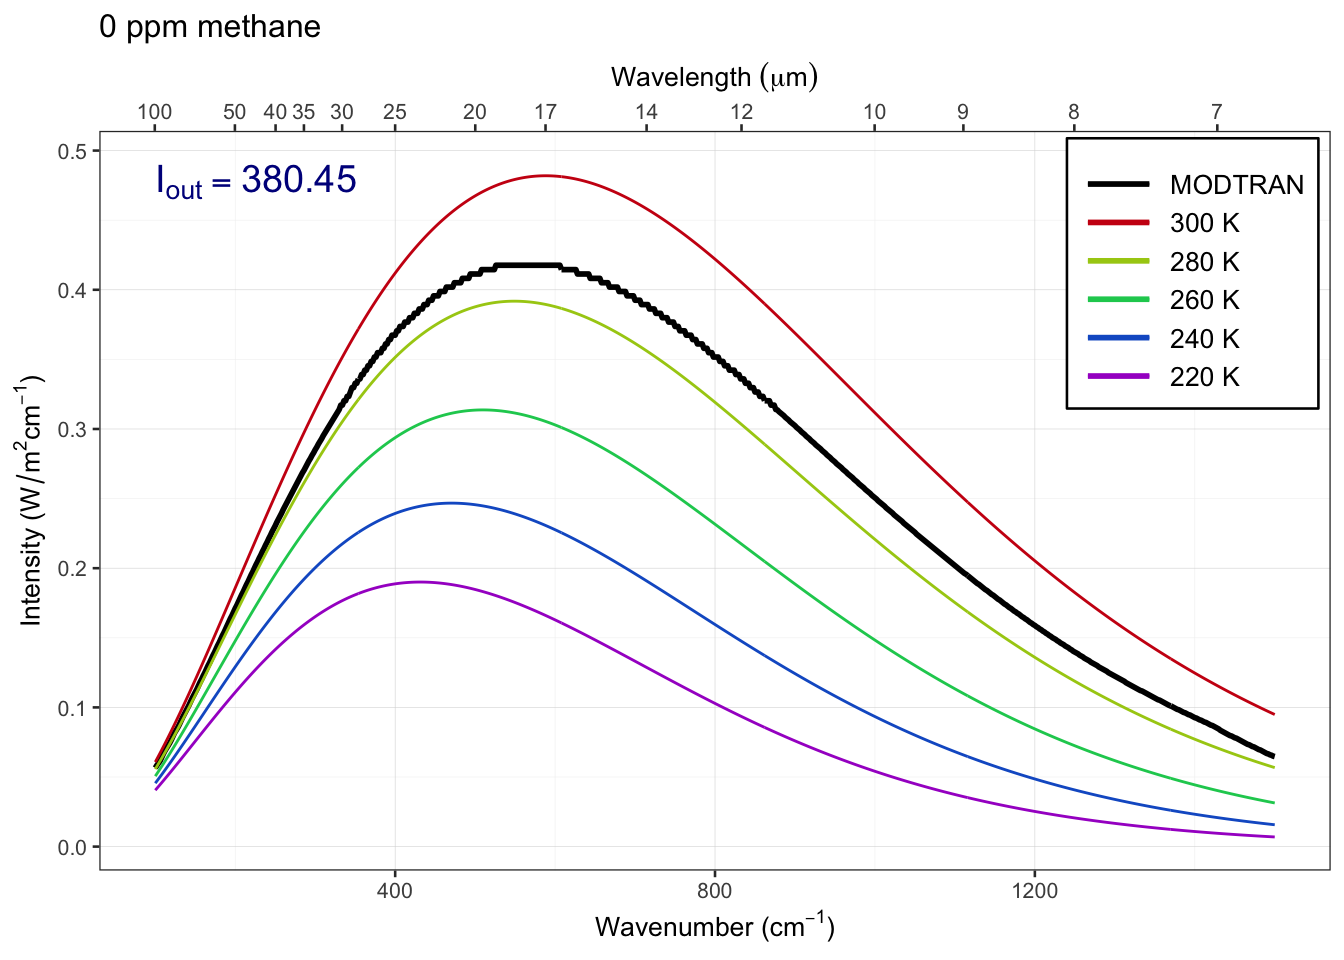 0 ppm methane
Wavelength (μm)
100 50 40 35 30 25 20 17 14 12 10 9 8 7
I_out = 380.45
MODTRAN
300 K
280 K
260 K
240 K
220 K
0.5
0.4
0.3
0.2
0.1
0.0
Intensity (W/m²cm⁻¹)
400 800 1200
Wavenumber (cm⁻¹)